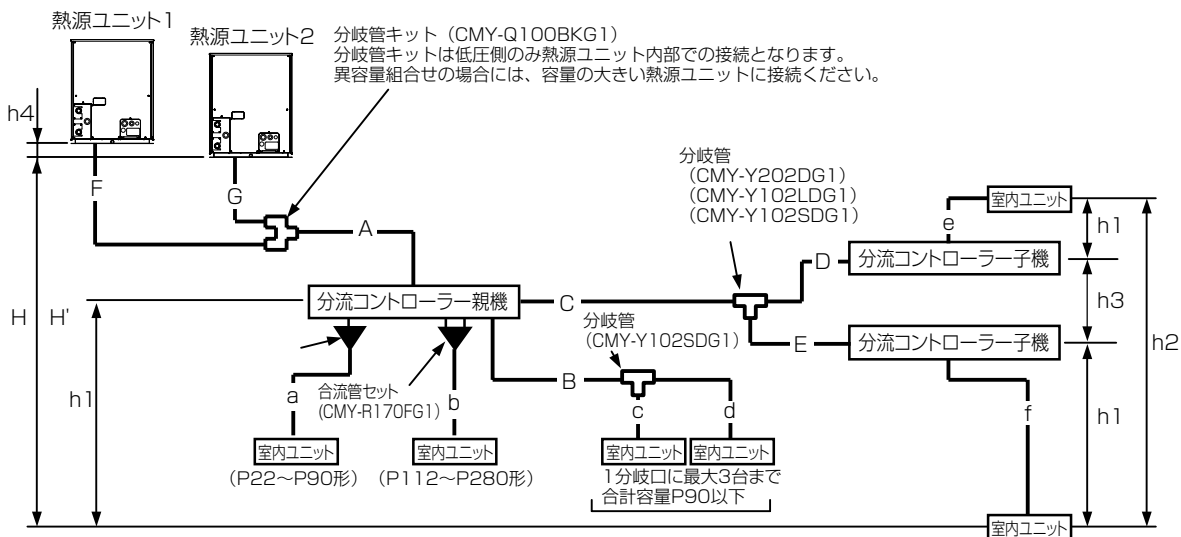 熱源ユニット1
熱源ユニット2
分岐管キット（CMY-Q100BKG1）
分岐管キットは低圧側のみ熱源ユニット内部での接続となります。
異容量組合せの場合には、容量の大きい熱源ユニットに接続ください。
h4
F
G
A
H
H'
h1
分岐管
（CMY-Y202DG1）
（CMY-Y102LDG1）
（CMY-Y102SDG1）
室内ユニット
e
h1
D
分流コントローラー子機
分流コントローラー親機
C
h3
h2
分岐管
（CMY-Y102SDG1）
E
分流コントローラー子機
B
a
合流管セット
(CMY-R170FG1)
b
c
d
f
h1
室内ユニット
室内ユニット
室内ユニット
室内ユニット
（P22～P90形）
（P112～P280形）
1分岐口に最大3台まで
合計容量P90以下
室内ユニット